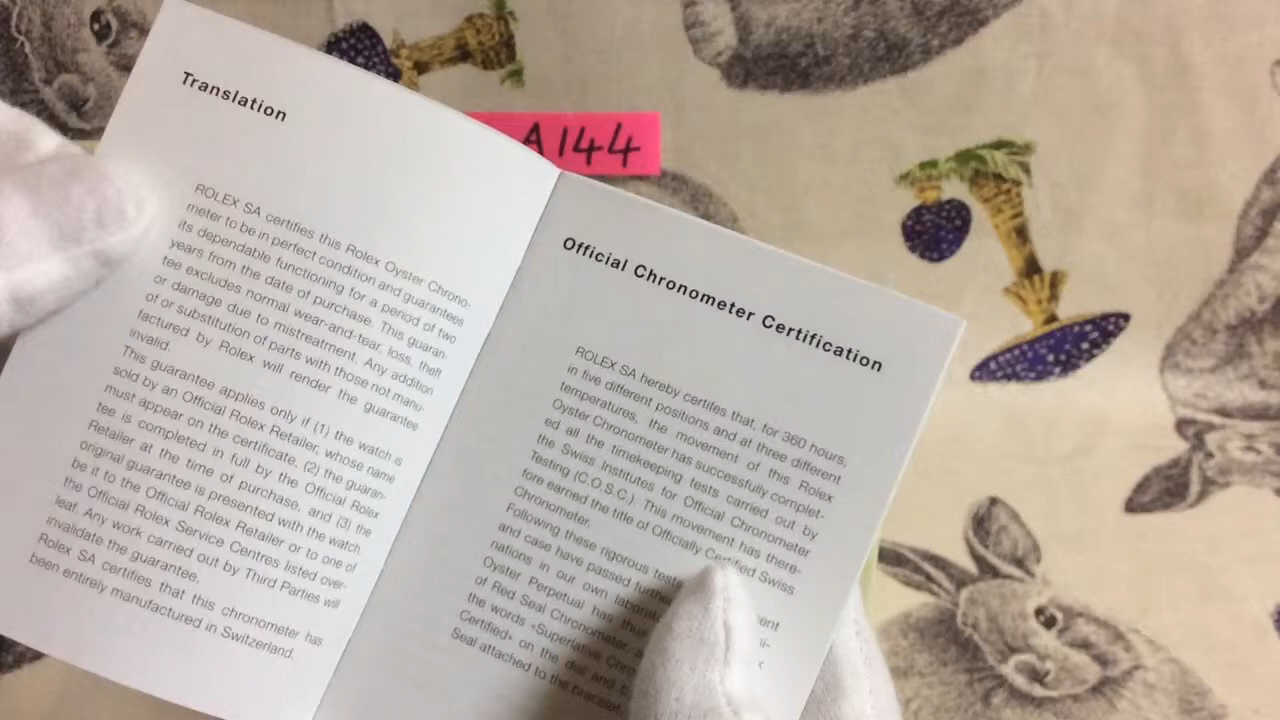 Translation
ROLEX SA certifies this Rolex Oyster Chrono-
meter to be in perfect condition and guarantees
its dependable functioning for a period of two
years from the date of purchase. This guaran-
tee excludes normal wear-and-tear, loss, theft
or damage due to mistreatment. Any addition
of or substitution of parts with those not manu-
factured by Rolex will render the guarantee
invalid.
This guarantee applies only if (1) the watch is
sold by an Official Rolex Retailer, whose name
must appear on the certificate, (2) the guaran-
tee is completed in full by the Official Rolex
Retailer at the time of purchase, and (3) the
original guarantee is presented with the watch,
be it to the Official Rolex Retailer or to one of
the Official Rolex Service Centres listed over-
leaf. Any work carried out by Third Parties will
invalidate the guarantee.
Rolex SA certifies that this chronometer has
been entirely manufactured in Switzerland.
A144
Official Chronometer Certification
ROLEX SA hereby certifes that, for 360 hours,
in five different positions and at three different
temperatures, the movement of this Rolex
Oyster Chronometer has successfully complet-
ed all the timekeeping tests carried out by
the Swiss Institutes for Official Chronometer
Testing (C.O.S.C.). This movement has there-
fore earned the title of Officially Certified Swiss
Chronometer.
Following these rigorous tests
and case have passed further
nations in our own
Oyster Perpetual has thus
of Red Seal Chronometer,
the words «Superlative
Certified» on the dial and
Seal attached to the bracelet